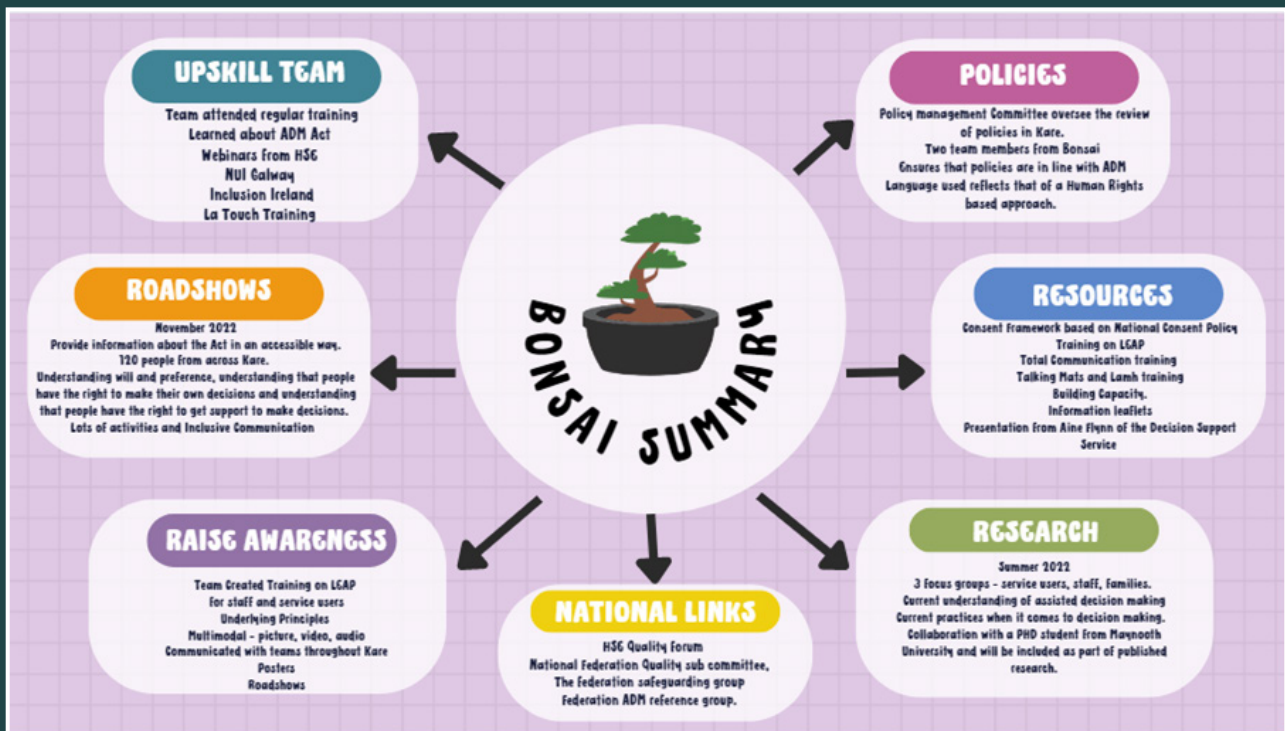 UPSKILL TEAM
Team attended regular training
Learned about ADM Act
Webinars from HSE
NUI Galway
Inclusion Ireland
La Touch Training
POLICIES
Policy management Committee oversee the review
of policies in Kare.
Two team members from Bonsai
Ensures that policies are in line with ADM
Language used reflects that of a Human Rights
based approach.
ROADSHOWS
November 2022
Provide information about the Act in an accessible way.
120 people from across Kare.
Understanding will and preference, understanding that people
have the right to make their own decisions and understanding
that people have the right to get support to make decisions.
Lots of activities and Inclusive Communication
BONSAI SUMMARY
RESOURCES
Consent Framework based on National Consent Policy
Training on LEAP
Total Communication training
Talking Mats and Lamh training
Building Capacity.
Information leaflets
Presentation from Aine Flynn of the Decision Support
Service
RAISE AWARENESS
Team Created Training on LEAP
for staff and service users
Underlying Principles
Multimodal - picture, video, audio
Communicated with teams throughout Kare
Posters
Roadshows
NATIONAL LINKS
HSE Quality Forum
National Federation Quality sub committee,
The Federation safeguarding group
Federation ADM reference group.
RESEARCH
Summer 2022
3 focus groups - service users, staff, families.
Current understanding of assisted decision making
Current practices when it comes to decision making.
Collaboration with a PHD student from Maynooth
University and will be included as part of published
research.